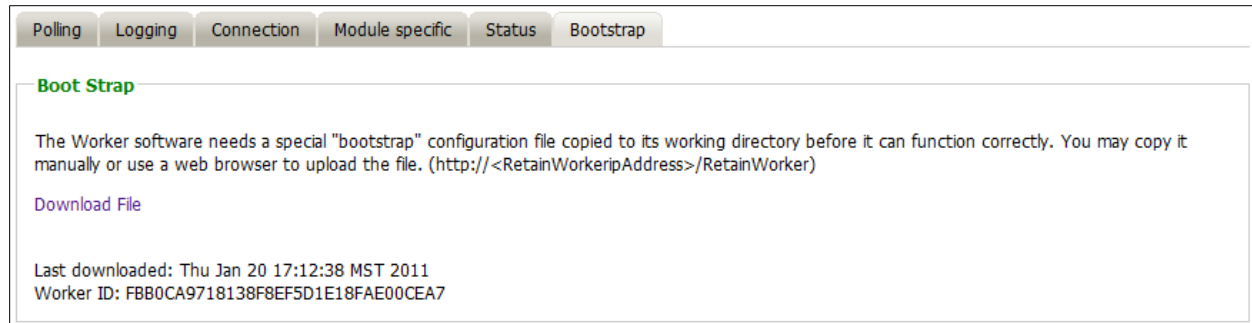 Polling Logging Connection Module specific Status Bootstrap
Boot Strap
The Worker software needs a special "bootstrap" configuration file copied to its working directory before it can function correctly. You may copy it
manually or use a web browser to upload the file. (http://<RetainWorkeripAddress>/RetainWorker)
Download File
Last downloaded: Thu Jan 20 17:12:38 MST 2011
Worker ID: FBB0CA9718138F8EF5D1E18FAE00CEA7